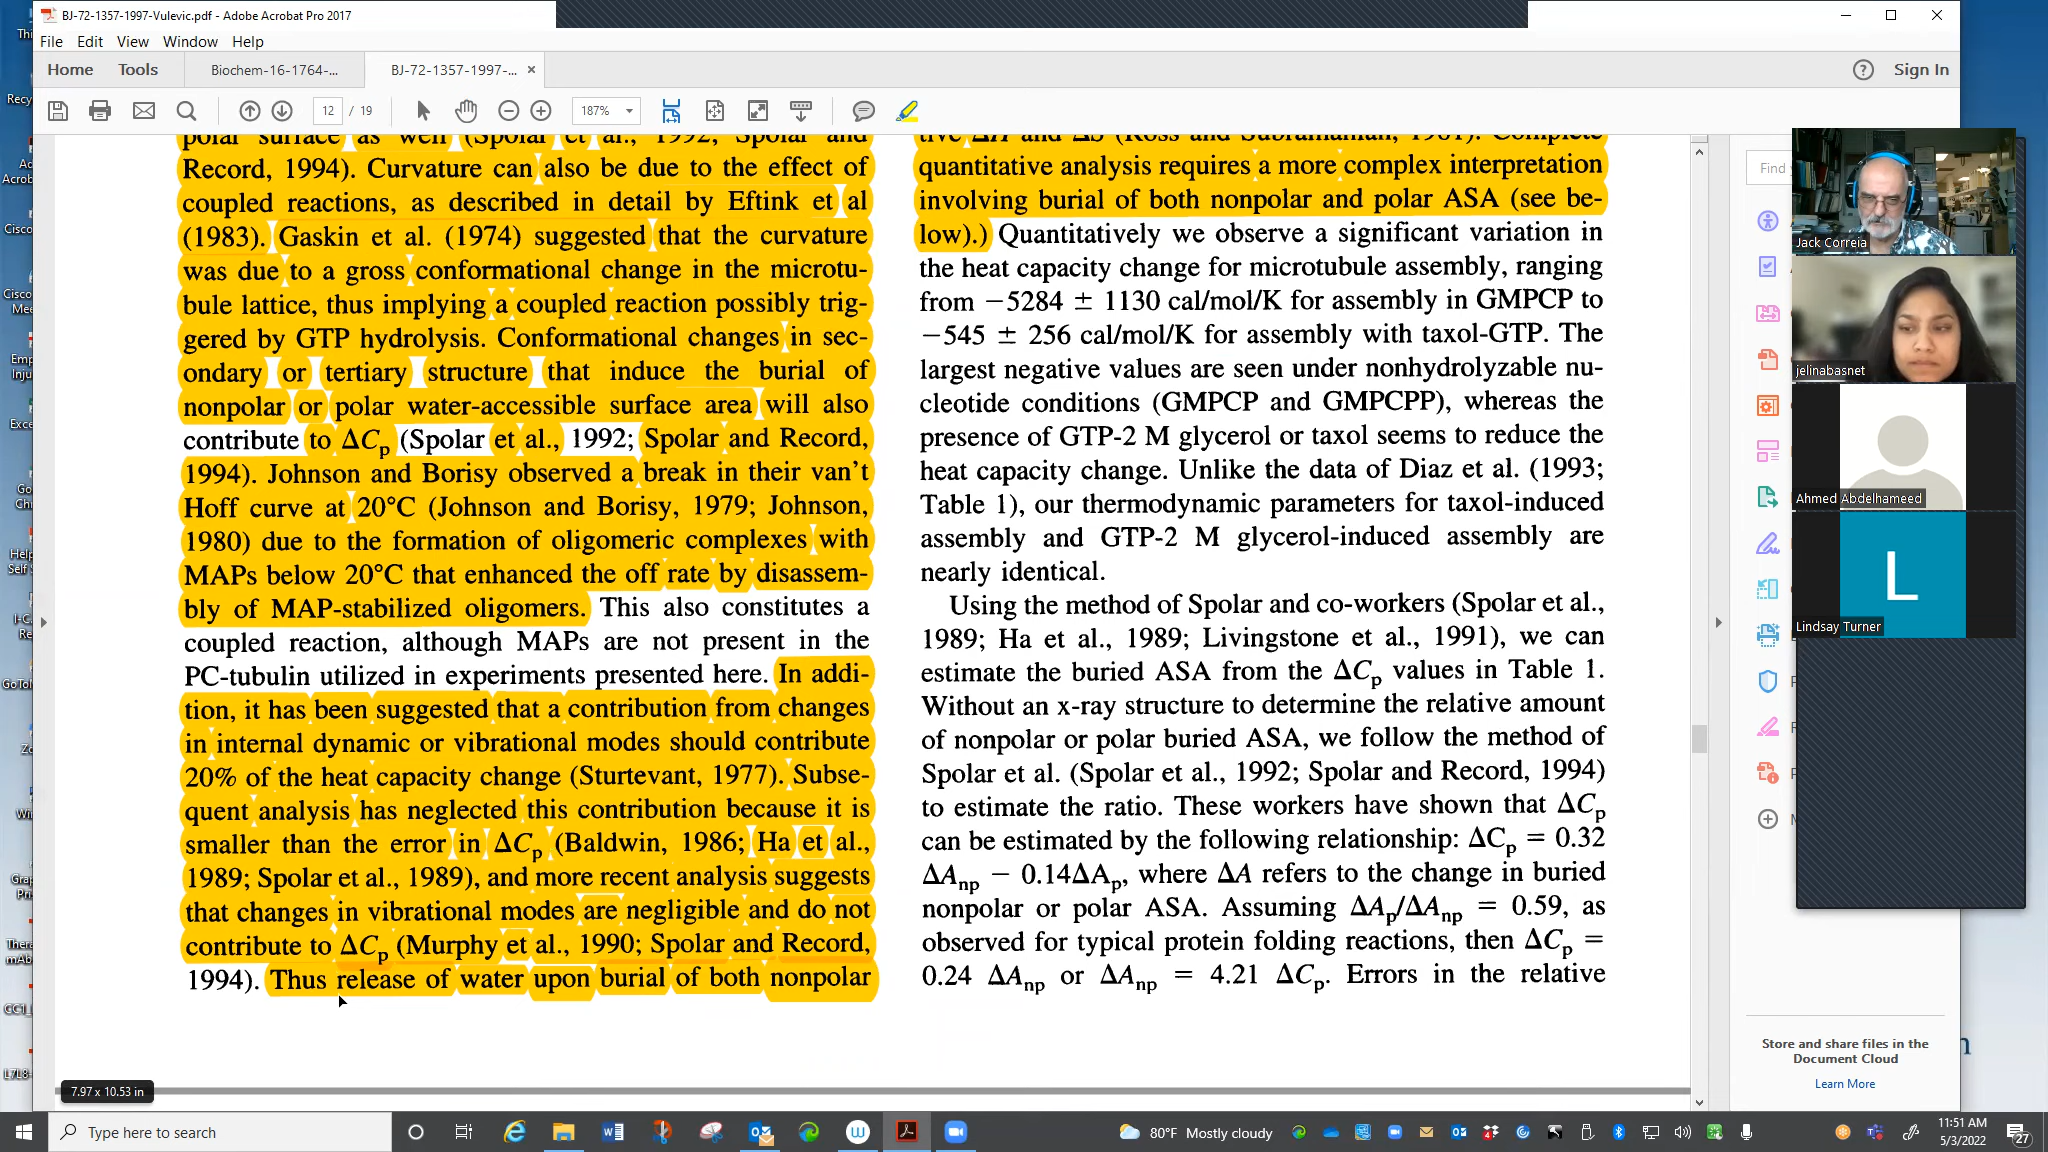 BJ-72-1357-1997-Vulevic.pdf - Adobe Acrobat Pro 2017
File Edit View Window Help
Home Tools Biochem-16-1764-... BJ-72-1357-1997-... × Sign In
12 / 19 187%
polar surface as well (Spolar et al., 1992; Spolar and
Record, 1994). Curvature can also be due to the effect of
coupled reactions, as described in detail by Eftink et al
(1983). Gaskin et al. (1974) suggested that the curvature
was due to a gross conformational change in the microtu-
bule lattice, thus implying a coupled reaction possibly trig-
gered by GTP hydrolysis. Conformational changes in sec-
ondary or tertiary structure that induce the burial of
nonpolar or polar water-accessible surface area will also
contribute to ΔCp (Spolar et al., 1992; Spolar and Record,
1994). Johnson and Borisy observed a break in their van't
Hoff curve at 20°C (Johnson and Borisy, 1979; Johnson,
1980) due to the formation of oligomeric complexes with
MAPs below 20°C that enhanced the off rate by disassem-
bly of MAP-stabilized oligomers. This also constitutes a
coupled reaction, although MAPs are not present in the
PC-tubulin utilized in experiments presented here. In addi-
tion, it has been suggested that a contribution from changes
in internal dynamic or vibrational modes should contribute
20% of the heat capacity change (Sturtevant, 1977). Subse-
quent analysis has neglected this contribution because it is
smaller than the error in ΔCp (Baldwin, 1986; Ha et al.,
1989; Spolar et al., 1989), and more recent analysis suggests
that changes in vibrational modes are negligible and do not
contribute to ΔCp (Murphy et al., 1990; Spolar and Record,
1994). Thus release of water upon burial of both nonpolar
tive ΔH and ΔS (Ross and Subramanian, 1981). Complete
quantitative analysis requires a more complex interpretation
involving burial of both nonpolar and polar ASA (see be-
low).) Quantitatively we observe a significant variation in
the heat capacity change for microtubule assembly, ranging
from −5284 ± 1130 cal/mol/K for assembly in GMPCP to
−545 ± 256 cal/mol/K for assembly with taxol-GTP. The
largest negative values are seen under nonhydrolyzable nu-
cleotide conditions (GMPCP and GMPCPP), whereas the
presence of GTP-2 M glycerol or taxol seems to reduce the
heat capacity change. Unlike the data of Diaz et al. (1993;
Table 1), our thermodynamic parameters for taxol-induced
assembly and GTP-2 M glycerol-induced assembly are
nearly identical.
Using the method of Spolar and co-workers (Spolar et al.,
1989; Ha et al., 1989; Livingstone et al., 1991), we can
estimate the buried ASA from the ΔCp values in Table 1.
Without an x-ray structure to determine the relative amount
of nonpolar or polar buried ASA, we follow the method of
Spolar et al. (Spolar et al., 1992; Spolar and Record, 1994)
to estimate the ratio. These workers have shown that ΔCp
can be estimated by the following relationship: ΔCp = 0.32
ΔAnp − 0.14ΔAp, where ΔA refers to the change in buried
nonpolar or polar ASA. Assuming ΔAp/ΔAnp = 0.59, as
observed for typical protein folding reactions, then ΔCp =
0.24 ΔAnp or ΔAnp = 4.21 ΔCp. Errors in the relative
7.97 x 10.53 in
Find
Store and share files in the
Document Cloud
Learn More
Jack Correia
jelinabasnet
Ahmed Abdelhameed
L
Lindsay Turner
Type here to search
80°F Mostly cloudy
11:51 AM
5/3/2022
27